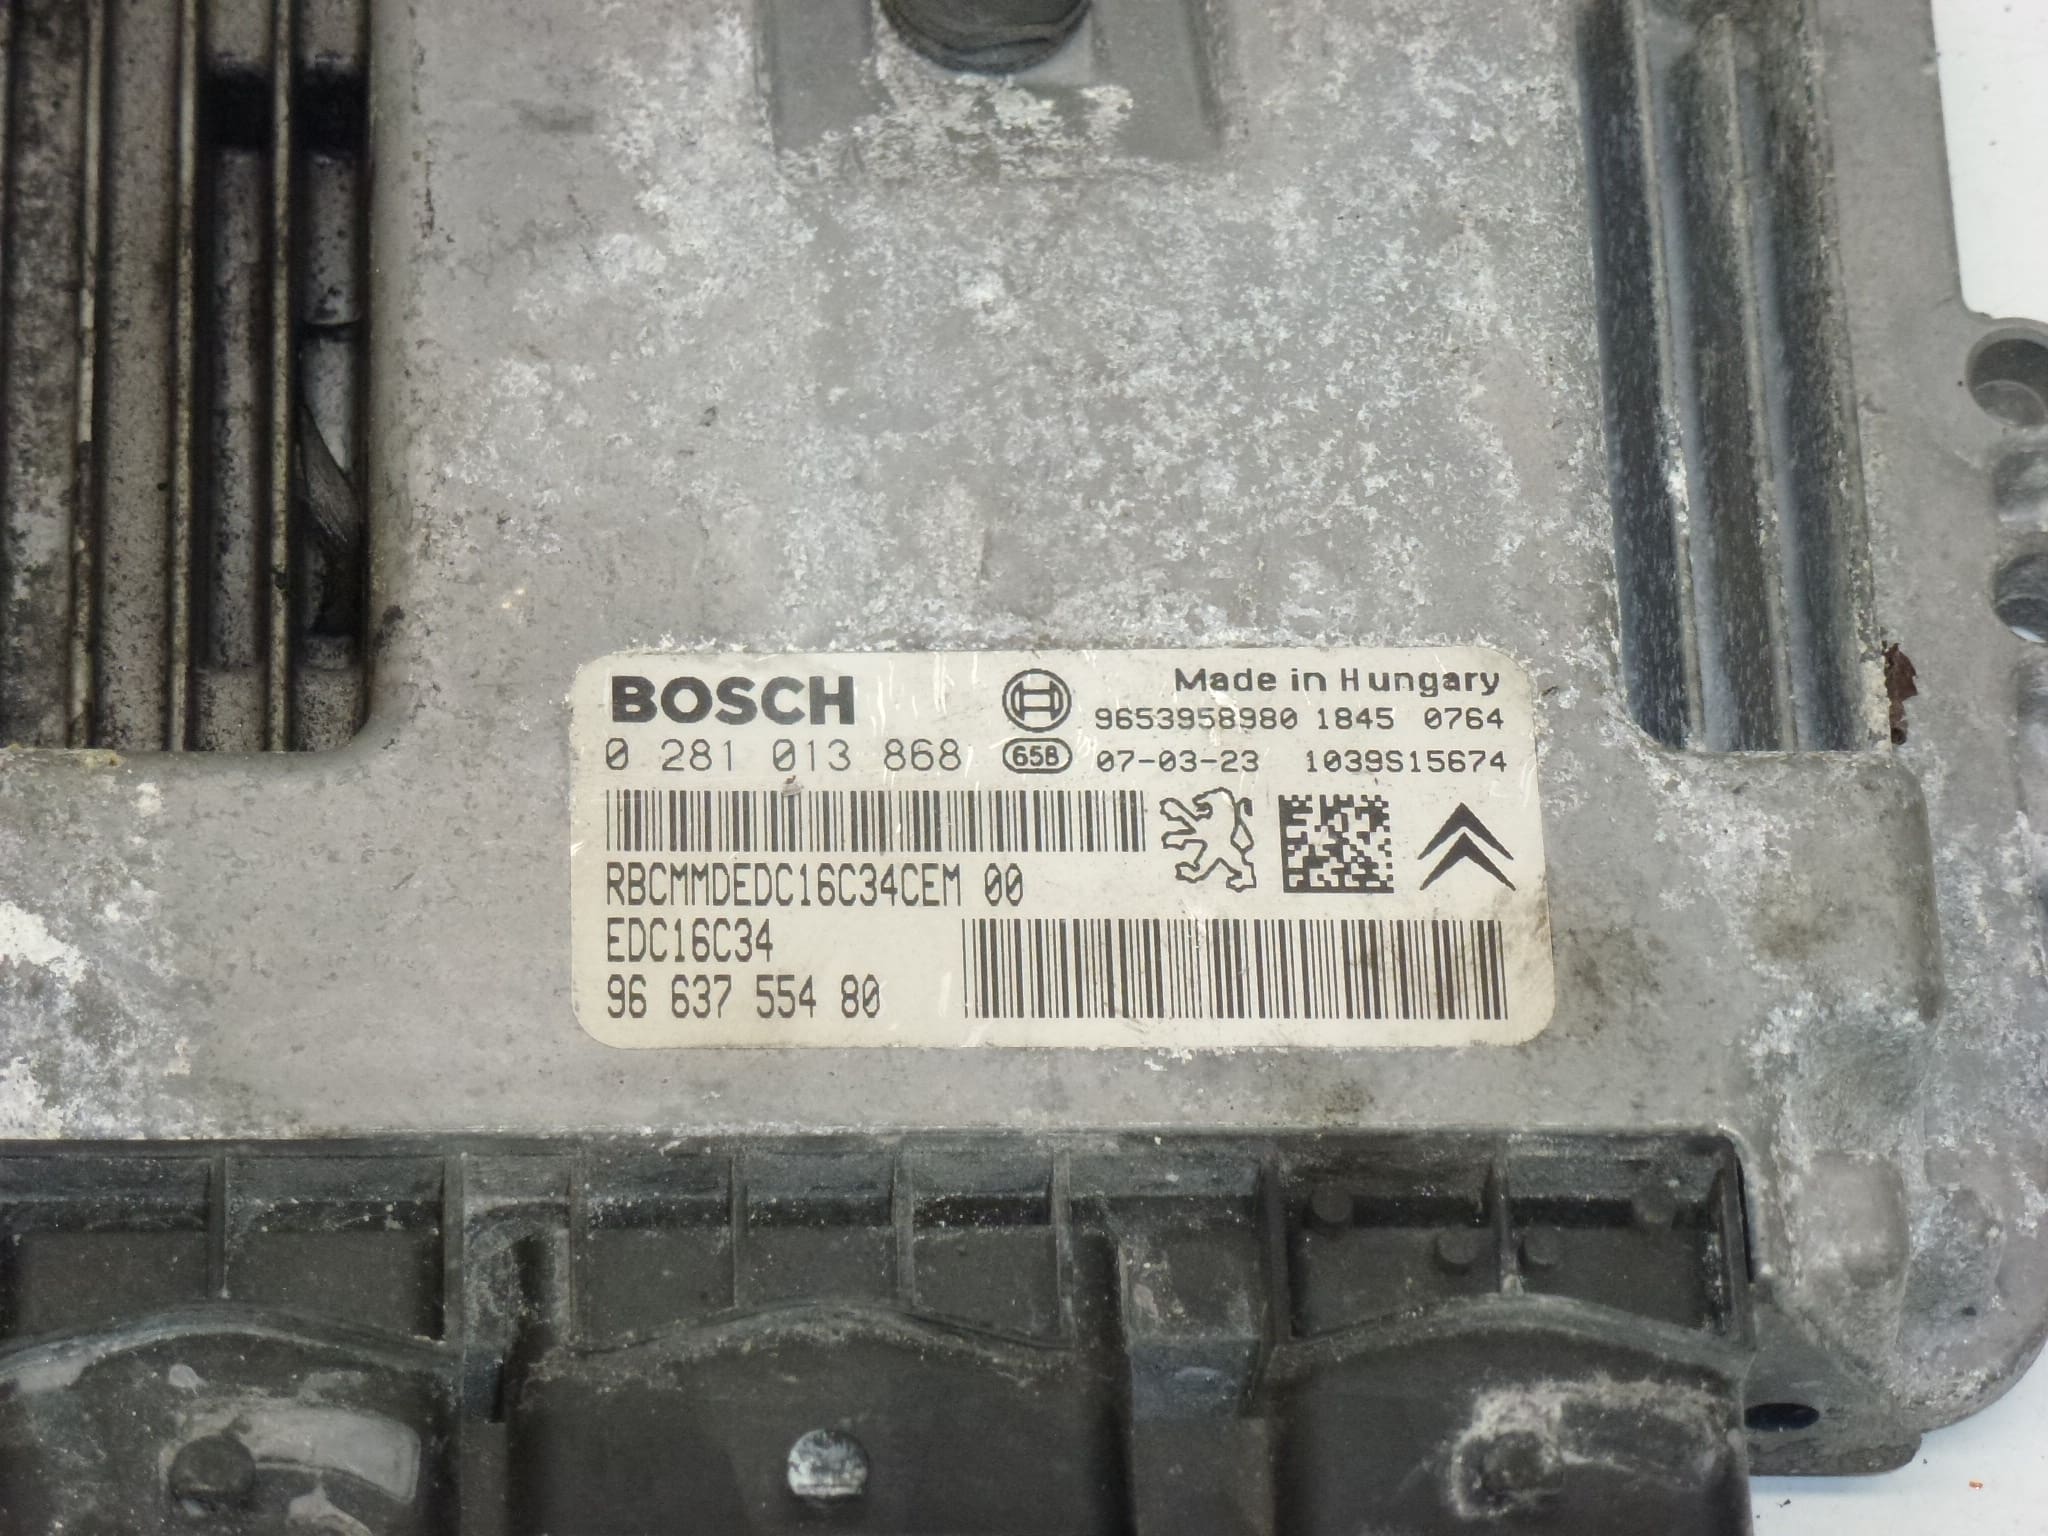 BOSCH
Made in Hungary
9653958980 1845 0764
0 281 013 868
65B
07-03-23 1039S15674
RBCMMDEDC16C34CEM 00
EDC16C34
96 637 554 80